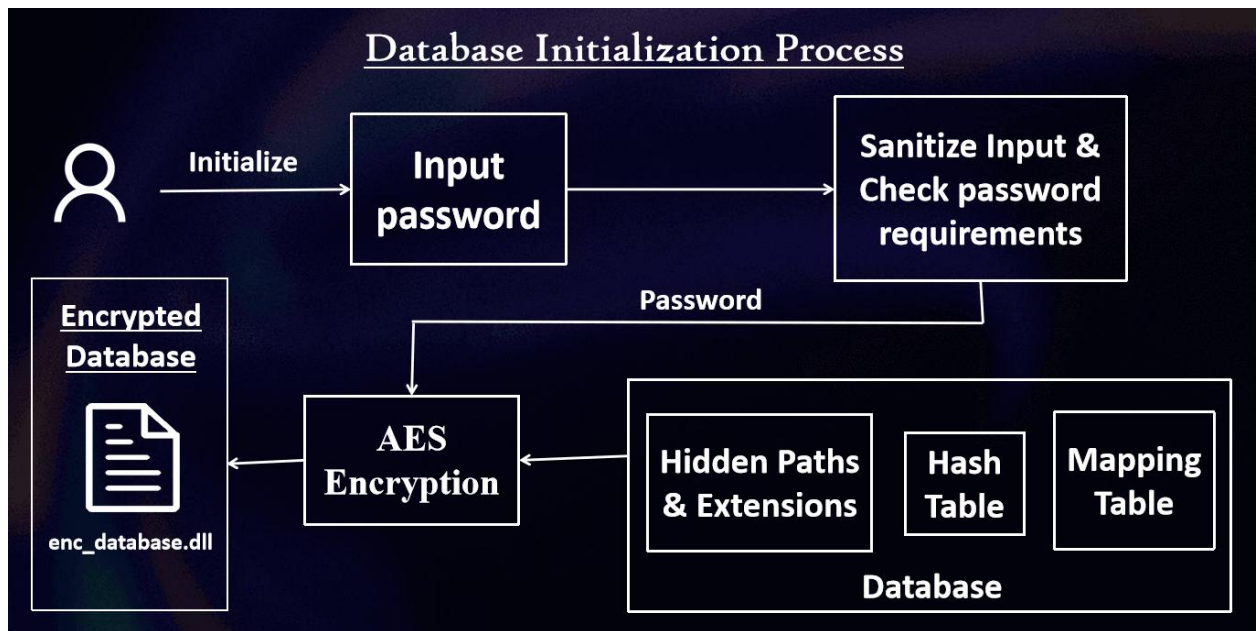 Database Initialization Process
Initialize
Input
password
Sanitize Input &
Check password
requirements
Password
Encrypted
Database
enc_database.dll
AES
Encryption
Hidden Paths
& Extensions
Hash
Table
Mapping
Table
Database